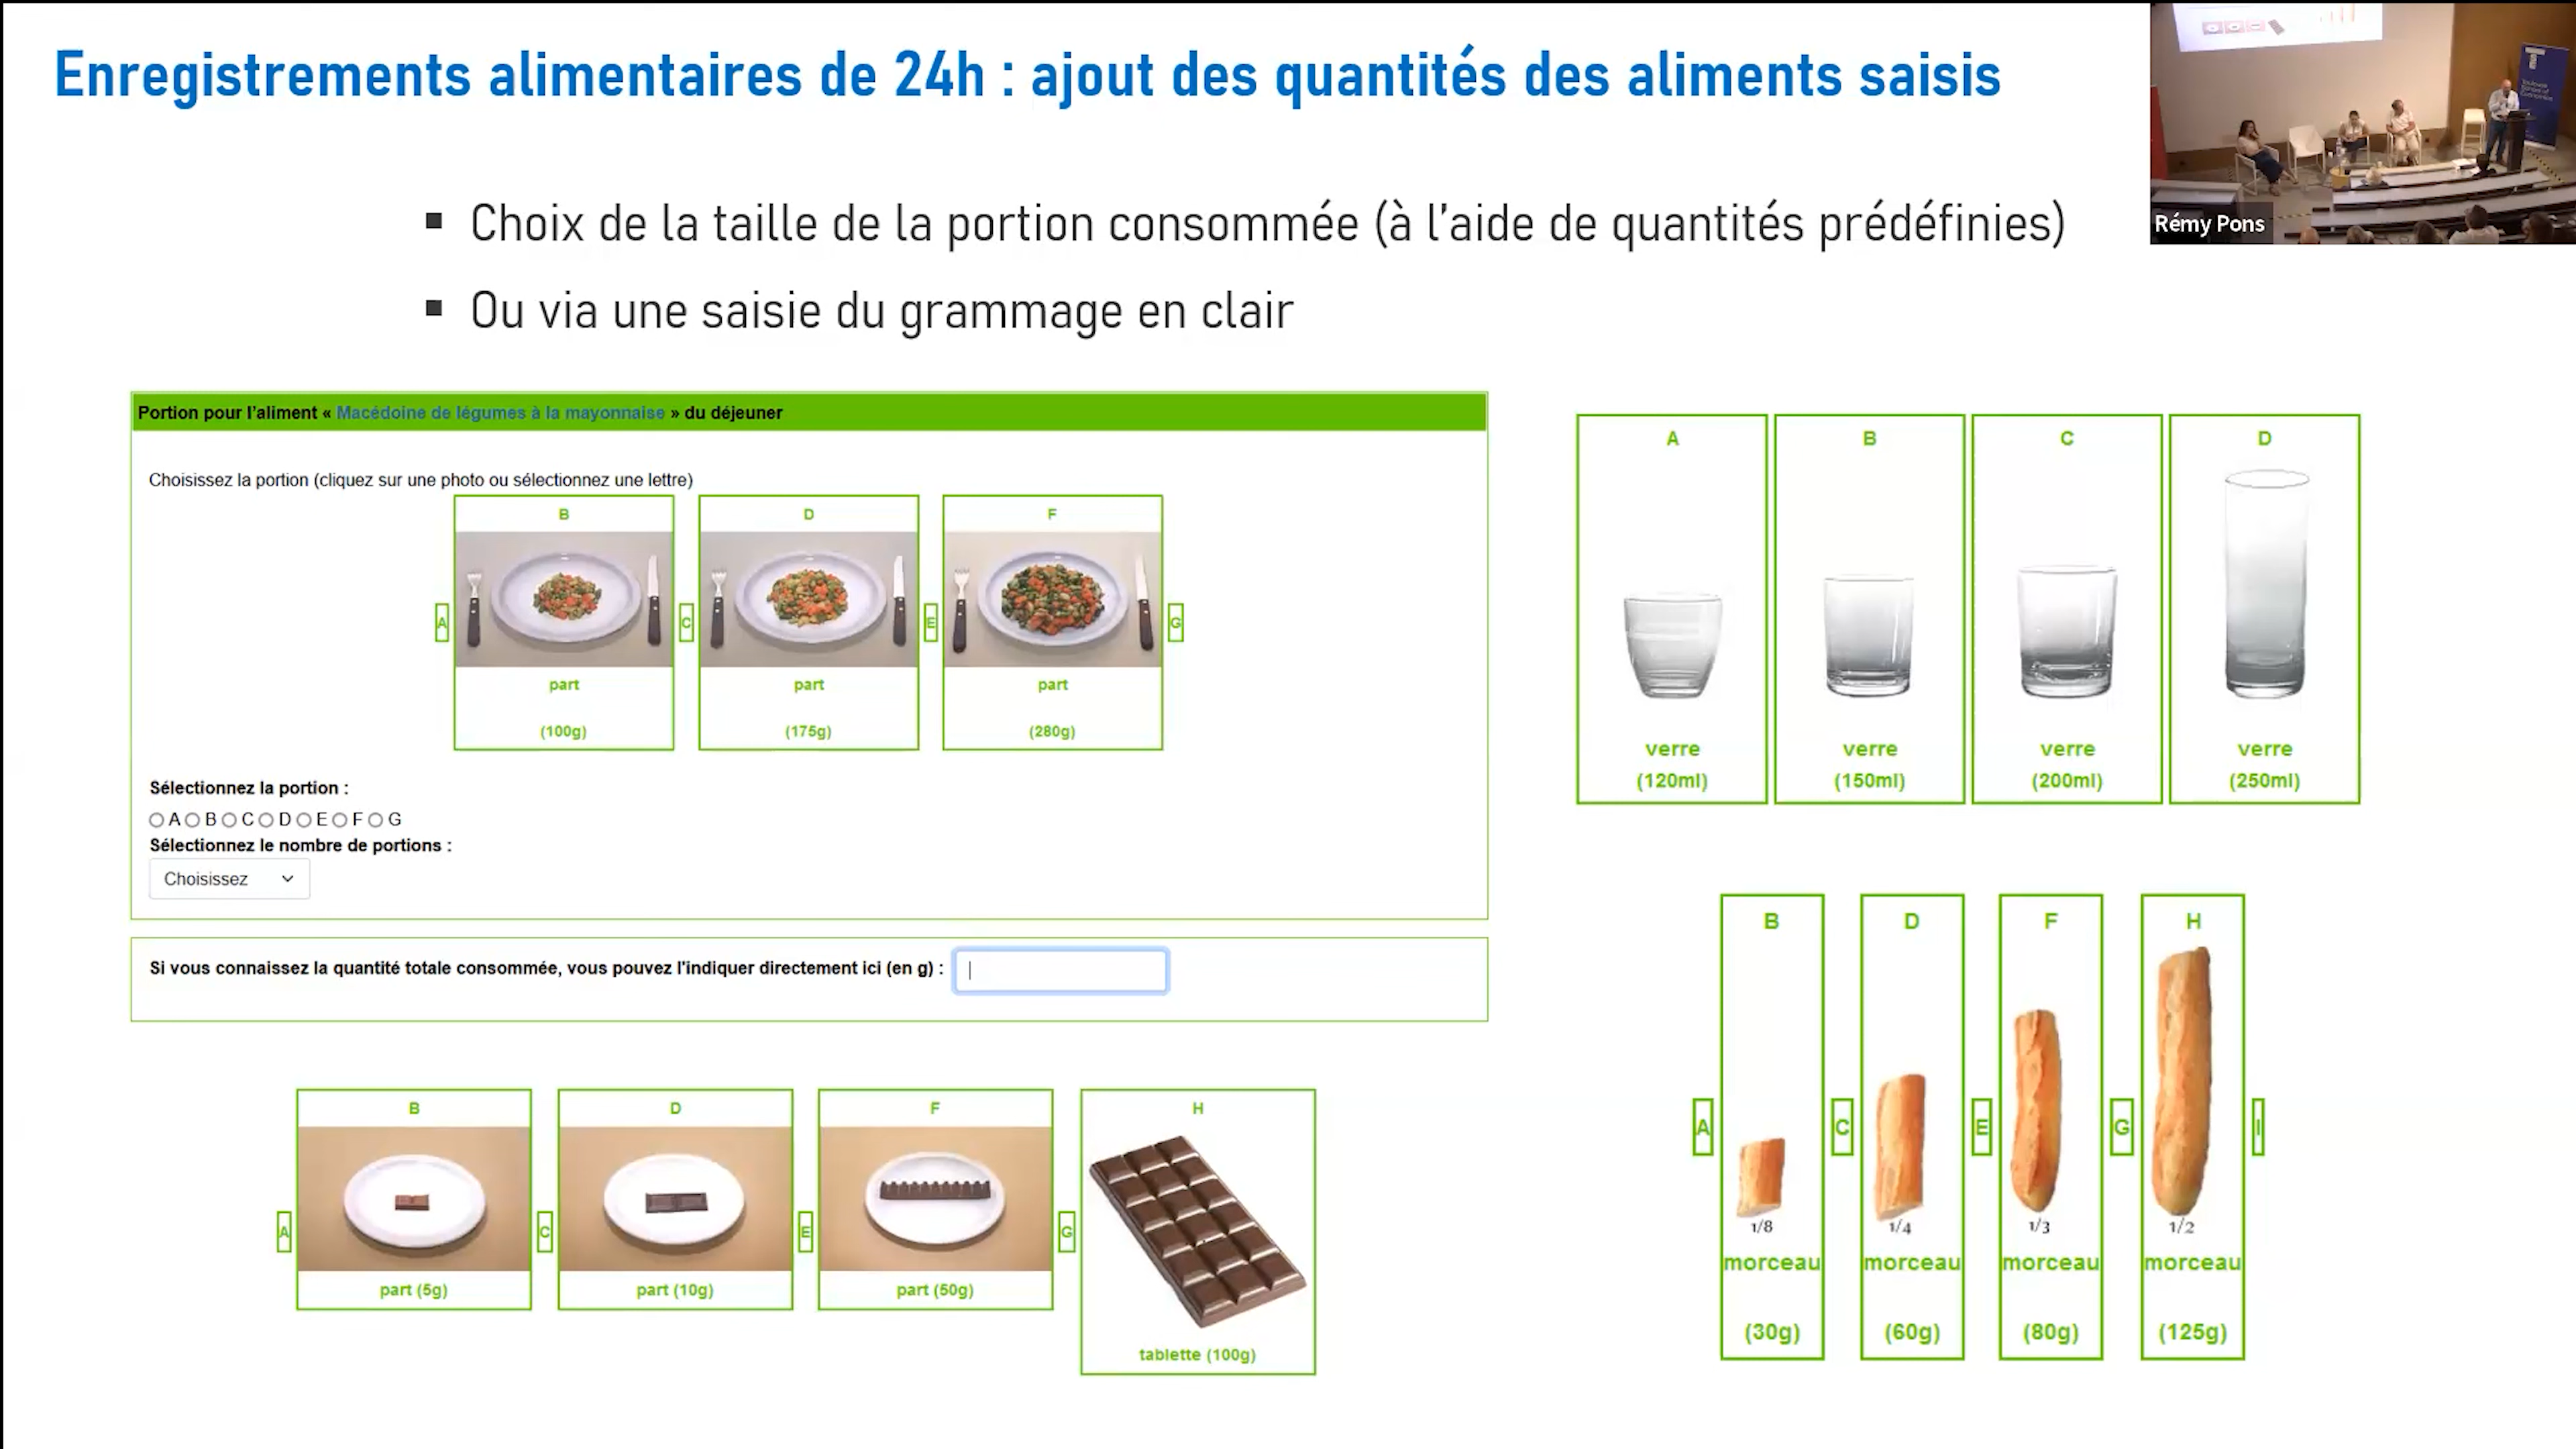 Enregistrements alimentaires de 24h : ajout des quantités des aliments saisis
Rémy Pons
▪ Choix de la taille de la portion consommée (à l’aide de quantités prédéfinies)
▪ Ou via une saisie du grammage en clair
Portion pour l’aliment « Macédoine de légumes à la mayonnaise » du déjeuner
Choisissez la portion (cliquez sur une photo ou sélectionnez une lettre)
B D F
A C E G
part part part
(100g) (175g) (280g)
Sélectionnez la portion :
A B C D E F G
Sélectionnez le nombre de portions :
Choisissez
Si vous connaissez la quantité totale consommée, vous pouvez l'indiquer directement ici (en g) :
A B C D
verre verre verre verre
(120ml) (150ml) (200ml) (250ml)
B D F H
A C E G
part (5g) part (10g) part (50g)
tablette (100g)
B D F H
A C E G I
1/8 1/4 1/3 1/2
morceau morceau morceau morceau
(30g) (60g) (80g) (125g)